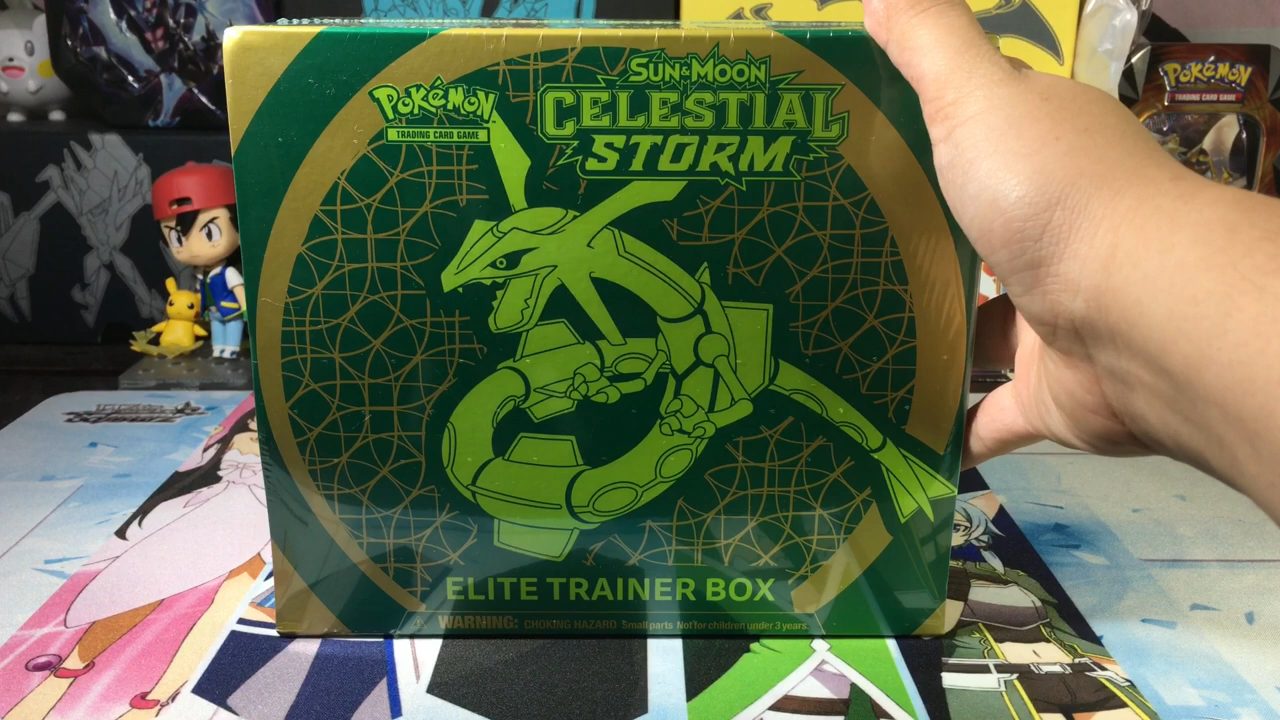 SUN & MOON
POKéMON
CELESTIAL
TRADING CARD GAME
STORM
ELITE TRAINER BOX
WARNING: CHOKING HAZARD Small parts Not for children under 3 years.
POKéMON
TRADING CARD GAME